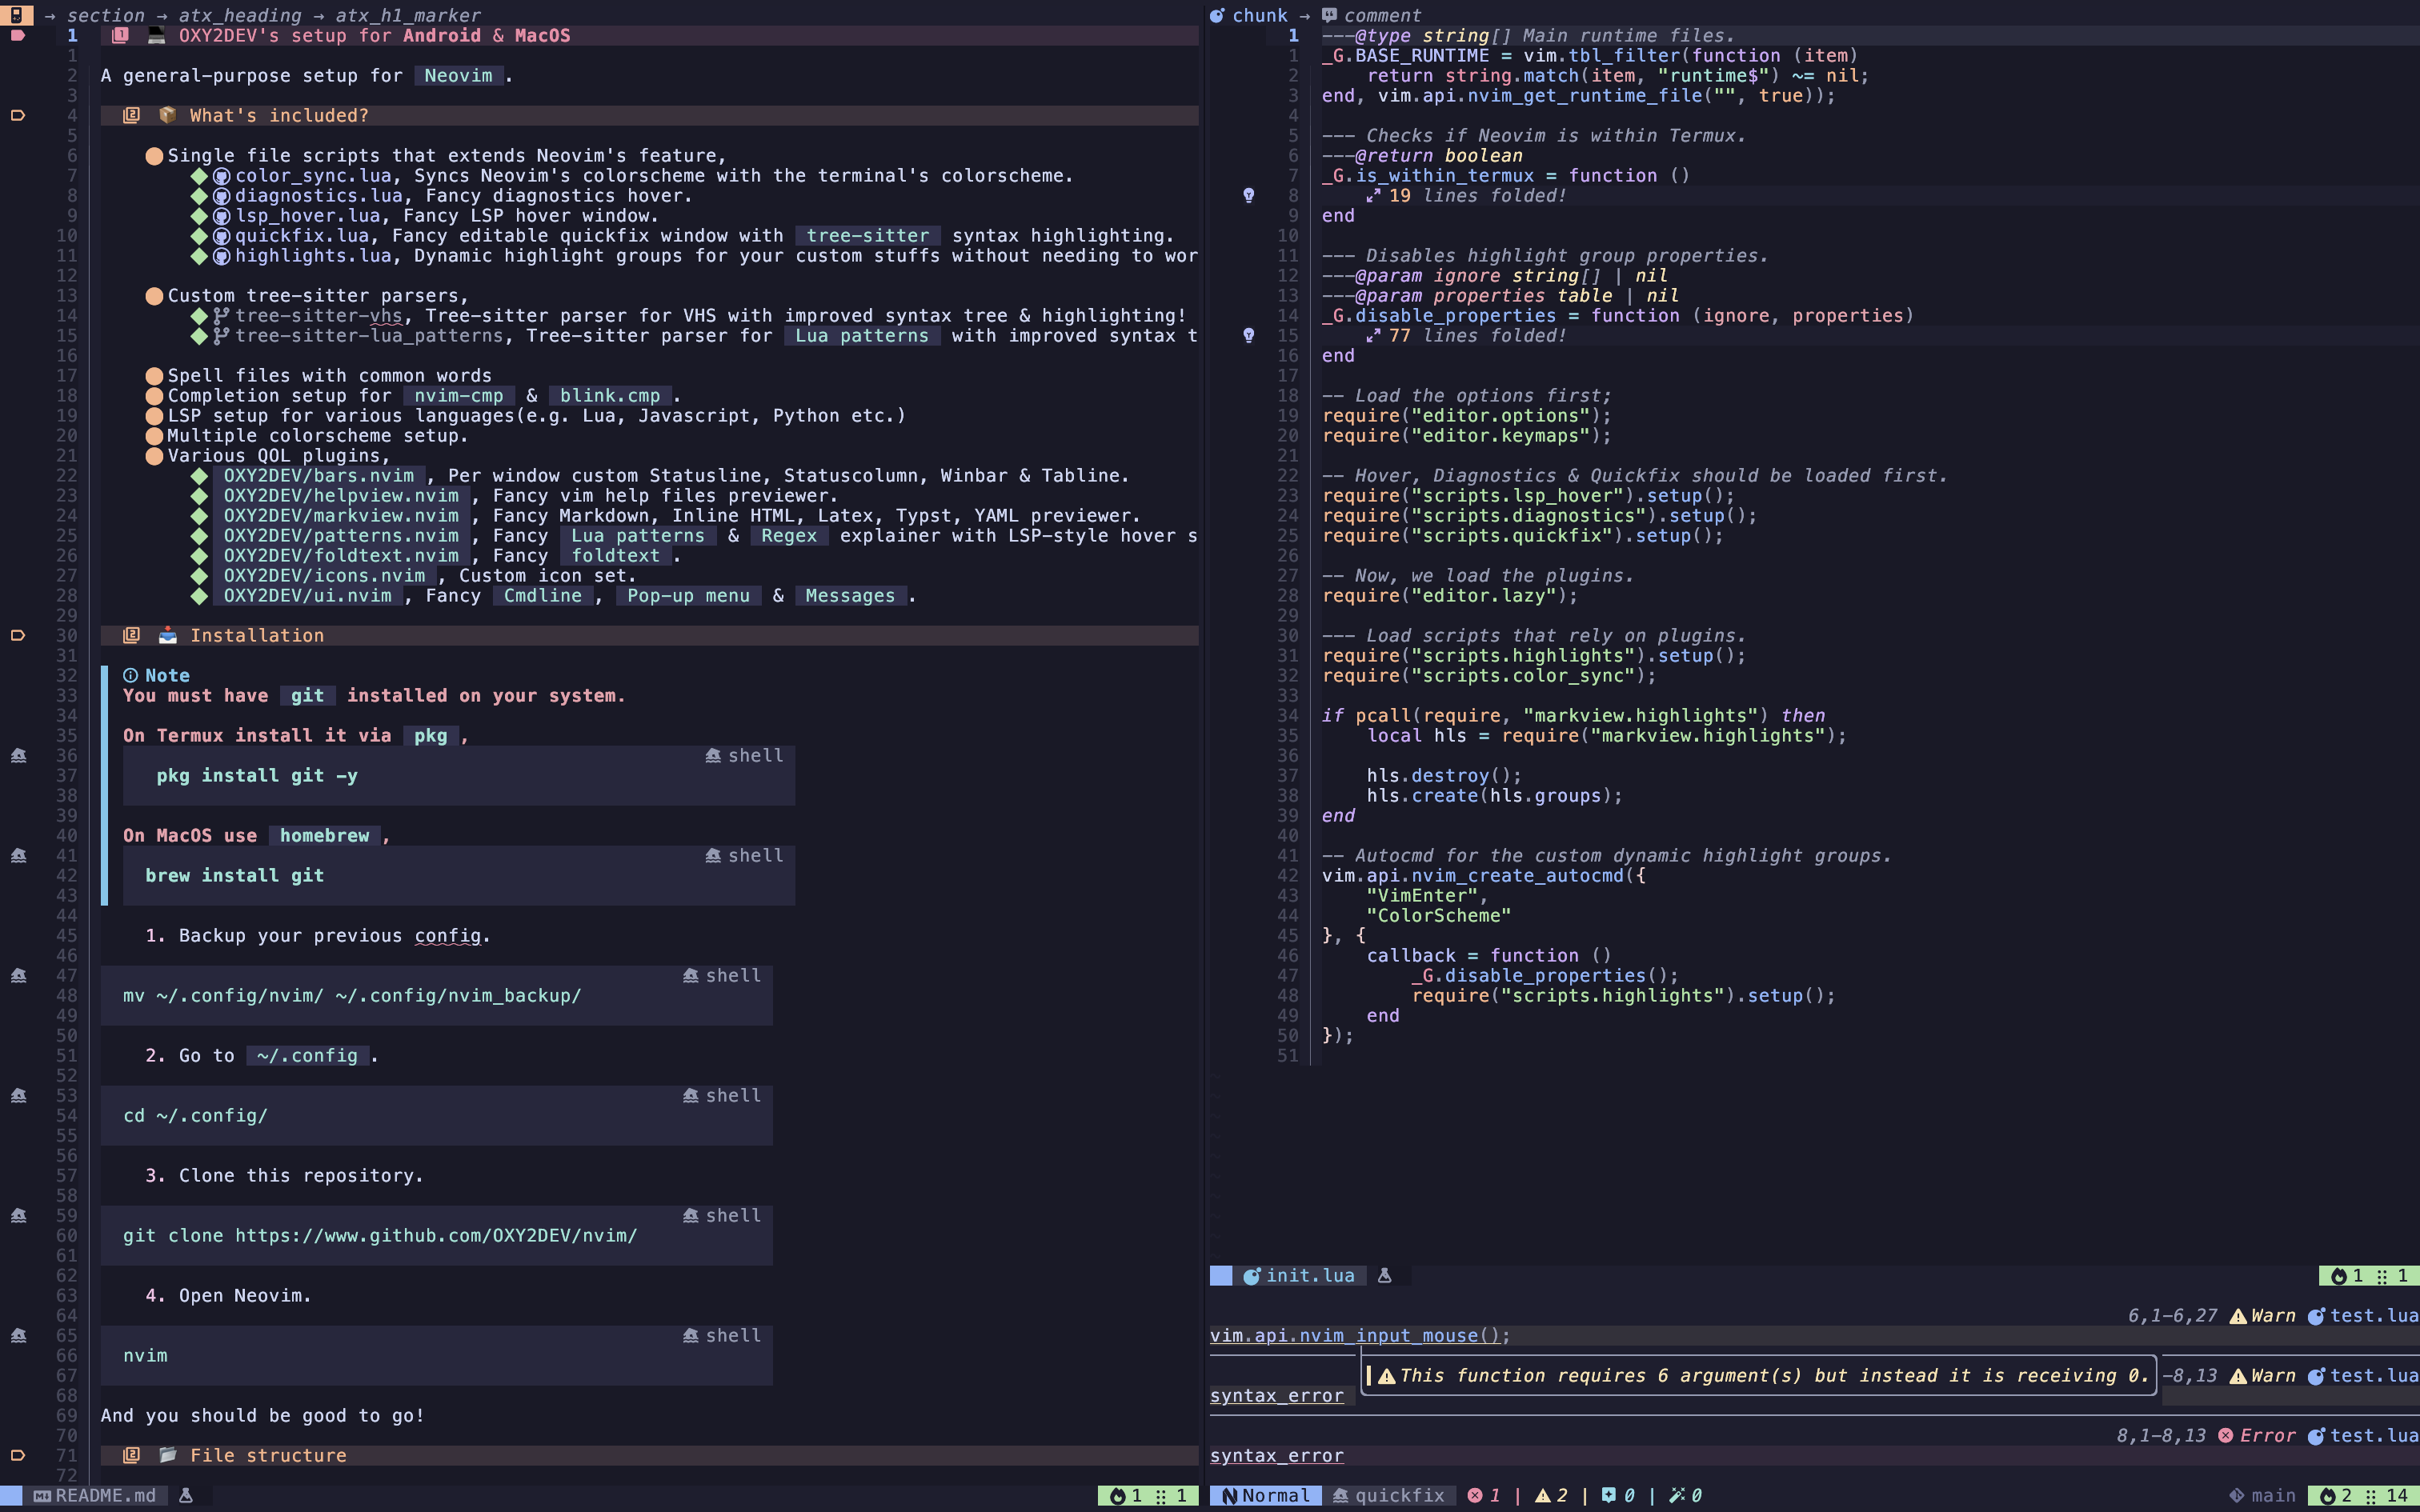 → section → atx_heading → atx_h1_marker
1 OXY2DEV's setup for Android & MacOS
1
2 A general-purpose setup for Neovim .
3
4 What's included?
5
6 Single file scripts that extends Neovim's feature,
7 color_sync.lua, Syncs Neovim's colorscheme with the terminal's colorscheme.
8 diagnostics.lua, Fancy diagnostics hover.
9 lsp_hover.lua, Fancy LSP hover window.
10 quickfix.lua, Fancy editable quickfix window with tree-sitter syntax highlighting.
11 highlights.lua, Dynamic highlight groups for your custom stuffs without needing to wor
12
13 Custom tree-sitter parsers,
14 tree-sitter-vhs, Tree-sitter parser for VHS with improved syntax tree & highlighting!
15 tree-sitter-lua_patterns, Tree-sitter parser for Lua patterns with improved syntax t
16
17 Spell files with common words
18 Completion setup for nvim-cmp & blink.cmp .
19 LSP setup for various languages(e.g. Lua, Javascript, Python etc.)
20 Multiple colorscheme setup.
21 Various QOL plugins,
22 OXY2DEV/bars.nvim , Per window custom Statusline, Statuscolumn, Winbar & Tabline.
23 OXY2DEV/helpview.nvim , Fancy vim help files previewer.
24 OXY2DEV/markview.nvim , Fancy Markdown, Inline HTML, Latex, Typst, YAML previewer.
25 OXY2DEV/patterns.nvim , Fancy Lua patterns & Regex explainer with LSP-style hover s
26 OXY2DEV/foldtext.nvim , Fancy foldtext .
27 OXY2DEV/icons.nvim , Custom icon set.
28 OXY2DEV/ui.nvim , Fancy Cmdline , Pop-up menu & Messages .
29
30 Installation
31
32 Note
33 You must have git installed on your system.
34
35 On Termux install it via pkg ,
36 shell
37 pkg install git -y
38
39
40 On MacOS use homebrew ,
41 shell
42 brew install git
43
44
45 1. Backup your previous config.
46
47 shell
48 mv ~/.config/nvim/ ~/.config/nvim_backup/
49
50
51 2. Go to ~/.config .
52
53 shell
54 cd ~/.config/
55
56
57 3. Clone this repository.
58
59 shell
60 git clone https://www.github.com/OXY2DEV/nvim/
61
62
63 4. Open Neovim.
64
65 shell
66 nvim
67
68
69 And you should be good to go!
70
71 File structure
72
README.md 1 1
chunk → comment
1 ---@type string[] Main runtime files.
1 _G.BASE_RUNTIME = vim.tbl_filter(function (item)
2 return string.match(item, "runtime$") ~= nil;
3 end, vim.api.nvim_get_runtime_file("", true));
4
5 --- Checks if Neovim is within Termux.
6 ---@return boolean
7 _G.is_within_termux = function ()
8 19 lines folded!
9 end
10
11 --- Disables highlight group properties.
12 ---@param ignore string[] | nil
13 ---@param properties table | nil
14 _G.disable_properties = function (ignore, properties)
15 77 lines folded!
16 end
17
18 -- Load the options first;
19 require("editor.options");
20 require("editor.keymaps");
21
22 -- Hover, Diagnostics & Quickfix should be loaded first.
23 require("scripts.lsp_hover").setup();
24 require("scripts.diagnostics").setup();
25 require("scripts.quickfix").setup();
26
27 -- Now, we load the plugins.
28 require("editor.lazy");
29
30 --- Load scripts that rely on plugins.
31 require("scripts.highlights").setup();
32 require("scripts.color_sync");
33
34 if pcall(require, "markview.highlights") then
35 local hls = require("markview.highlights");
36
37 hls.destroy();
38 hls.create(hls.groups);
39 end
40
41 -- Autocmd for the custom dynamic highlight groups.
42 vim.api.nvim_create_autocmd({
43 "VimEnter",
44 "ColorScheme"
45 }, {
46 callback = function ()
47 _G.disable_properties();
48 require("scripts.highlights").setup();
49 end
50 });
51
init.lua 1 1
6,1-6,27 Warn test.lua
vim.api.nvim_input_mouse();
This function requires 6 argument(s) but instead it is receiving 0. -8,13 Warn test.lua
syntax_error
8,1-8,13 Error test.lua
syntax_error
Normal quickfix 1 | 2 | 0 | 0 main 2 14